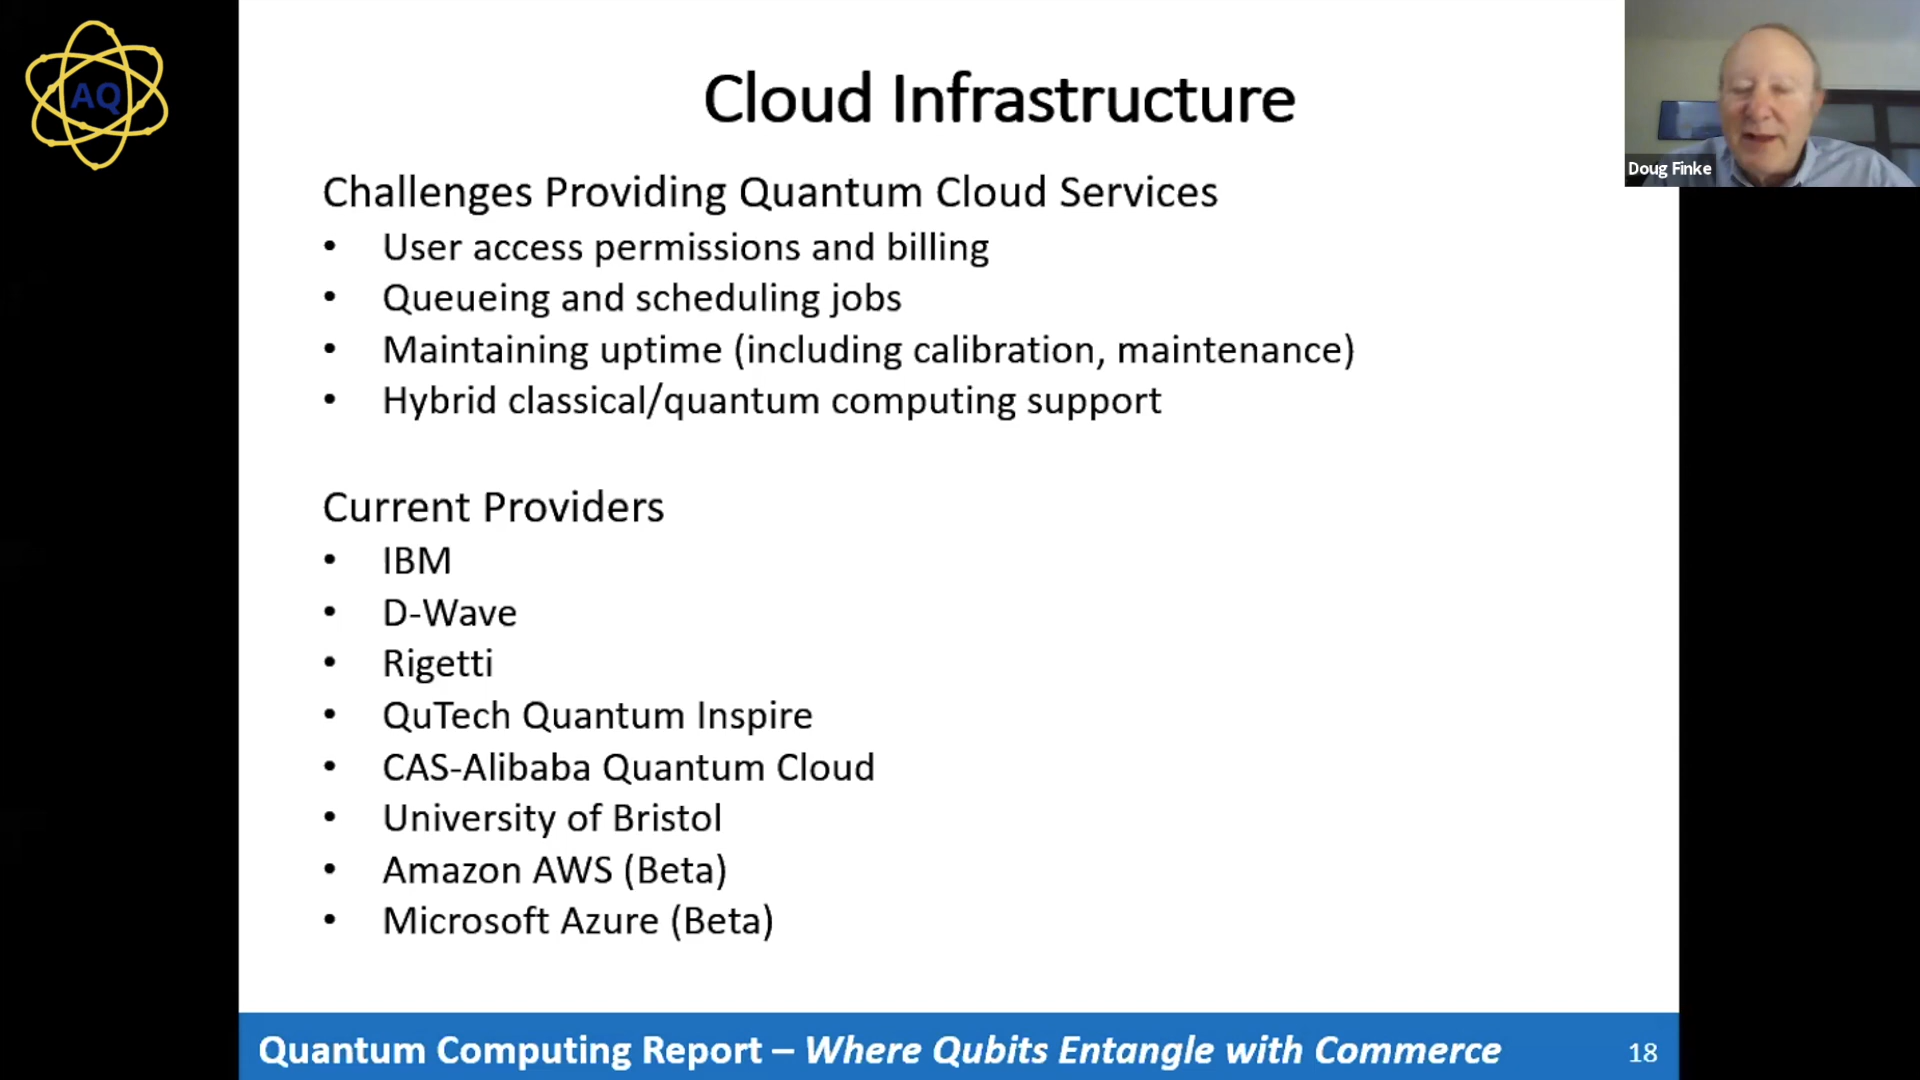 AQ
Cloud Infrastructure
Doug Finke
Challenges Providing Quantum Cloud Services
• User access permissions and billing
• Queueing and scheduling jobs
• Maintaining uptime (including calibration, maintenance)
• Hybrid classical/quantum computing support
Current Providers
• IBM
• D-Wave
• Rigetti
• QuTech Quantum Inspire
• CAS-Alibaba Quantum Cloud
• University of Bristol
• Amazon AWS (Beta)
• Microsoft Azure (Beta)
Quantum Computing Report – Where Qubits Entangle with Commerce
18